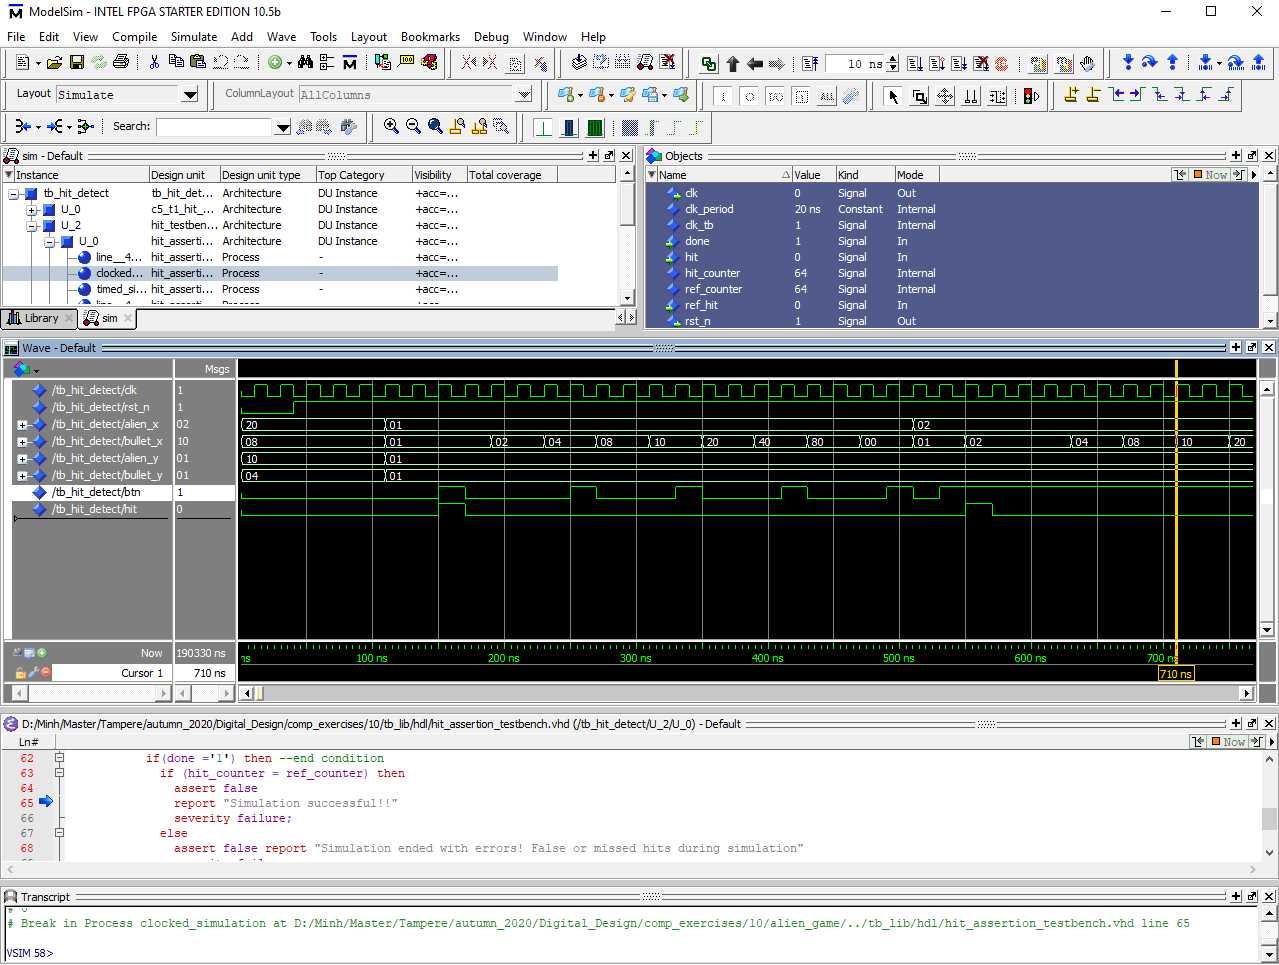 ModelSim - INTEL FPGA STARTER EDITION 10.5b
File Edit View Compile Simulate Add Wave Tools Layout Bookmarks Debug Window Help
10 ns
Layout Simulate ColumnLayout AllColumns
Search:
sim - Default
Instance Design unit Design unit type Top Category Visibility Total coverage
tb_hit_detect tb_hit_det... Architecture DU Instance +acc=...
U_0 c5_t1_hit_... Architecture DU Instance +acc=...
U_2 hit_testben... Architecture DU Instance +acc=...
U_0 hit_asserti... Architecture DU Instance +acc=...
line__4... hit_asserti... Process - +acc=...
clocked... hit_asserti... Process - +acc=...
timed_si... hit_asserti... Process - +acc=...
Library sim
Objects
Name Value Kind Mode
Now
clk 0 Signal Out
clk_period 20 ns Constant Internal
clk_tb 1 Signal Internal
done 1 Signal In
hit 0 Signal In
hit_counter 64 Signal Internal
ref_counter 64 Signal Internal
ref_hit 0 Signal In
rst_n 1 Signal Out
Wave - Default
Msgs
/tb_hit_detect/clk 1
/tb_hit_detect/rst_n 1
/tb_hit_detect/alien_x 02 20 01 02
/tb_hit_detect/bullet_x 10 08 01 02 04 08 10 20 40 80 00 01 02 04 08 10 20
/tb_hit_detect/alien_y 01 10 01
/tb_hit_detect/bullet_y 01 04 01
/tb_hit_detect/btn 1
/tb_hit_detect/hit 0
Now 190330 ns ns 100 ns 200 ns 300 ns 400 ns 500 ns 600 ns 700 ns
Cursor 1 710 ns 710 ns
D:/Minh/Master/Tampere/autumn_2020/Digital_Design/comp_exercises/10/tb_lib/hdl/hit_assertion_testbench.vhd (/tb_hit_detect/U_2/U_0) - Default
Ln#
Now
62 if(done ='1') then --end condition
63 if (hit_counter = ref_counter) then
64 assert false
65 report "Simulation successful!!"
66 severity failure;
67 else
68 assert false report "Simulation ended with errors! False or missed hits during simulation"
Transcript
# Break in Process clocked_simulation at D:/Minh/Master/Tampere/autumn_2020/Digital_Design/comp_exercises/10/alien_game/../tb_lib/hdl/hit_assertion_testbench.vhd line 65
VSIM 58>